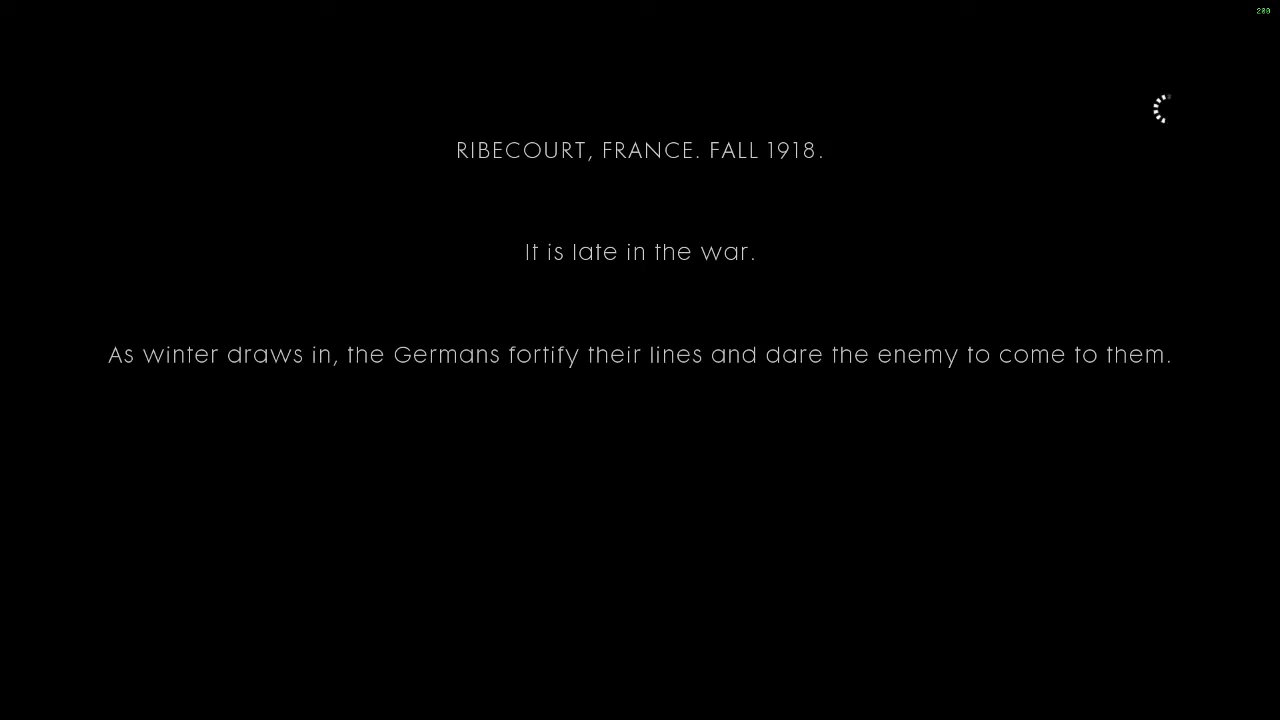 200
RIBECOURT, FRANCE. FALL 1918.
It is late in the war.
As winter draws in, the Germans fortify their lines and dare the enemy to come to them.